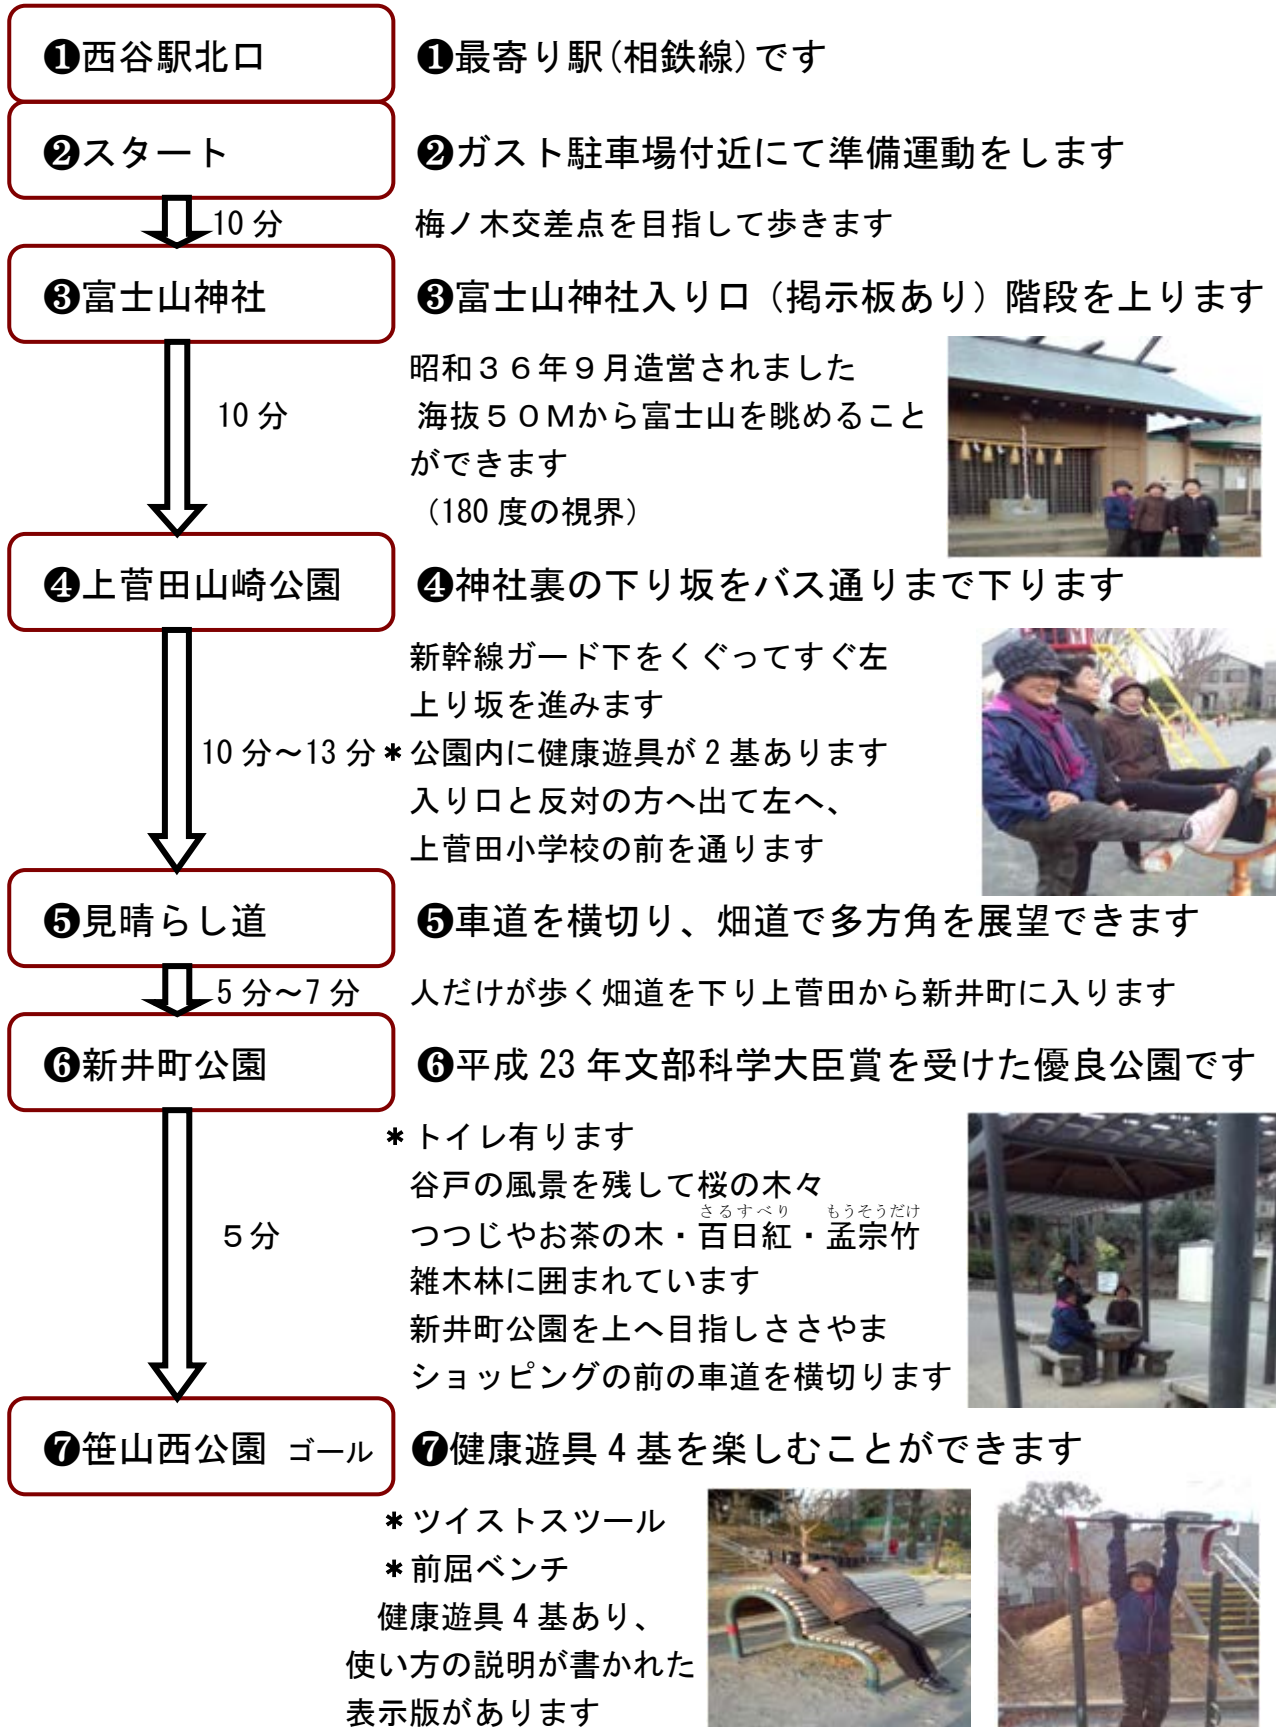 ❶西谷駅北口
❶最寄り駅(相鉄線)です
❷スタート
❷ガスト駐車場付近にて準備運動をします
10分
梅ノ木交差点を目指して歩きます
❸富士山神社
❸富士山神社入り口（掲示板あり）階段を上ります
10分
昭和３６年９月造営されました
海抜５０Mから富士山を眺めること
ができます
（180度の視界）
❹上菅田山崎公園
❹神社裏の下り坂をバス通りまで下ります
新幹線ガード下をくぐってすぐ左
上り坂を進みます
10分～13分
＊公園内に健康遊具が2基あります
入り口と反対の方へ出て左へ、
上菅田小学校の前を通ります
❺見晴らし道
❺車道を横切り、畑道で多方角を展望できます
5分～7分
人だけが歩く畑道を下り上菅田から新井町に入ります
❻新井町公園
❻平成23年文部科学大臣賞を受けた優良公園です
＊トイレ有ります
谷戸の風景を残して桜の木々
さるすべり もうそうだけ
つつじやお茶の木・百日紅・孟宗竹
5分
雑木林に囲まれています
新井町公園を上へ目指しささやま
ショッピングの前の車道を横切ります
❼笹山西公園 ゴール
❼健康遊具4基を楽しむことができます
＊ツイストスツール
＊前屈ベンチ
健康遊具4基あり、
使い方の説明が書かれた
表示版があります